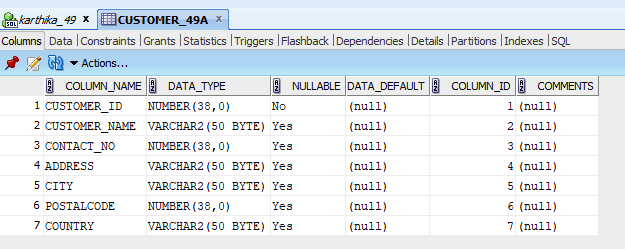 karthika_49 x CUSTOMER_49A x
Columns Data Constraints Grants Statistics Triggers Flashback Dependencies Details Partitions Indexes SQL
Actions...
COLUMN_NAME DATA_TYPE NULLABLE DATA_DEFAULT COLUMN_ID COMMENTS
1 CUSTOMER_ID NUMBER(38,0) No (null) 1 (null)
2 CUSTOMER_NAME VARCHAR2(50 BYTE) Yes (null) 2 (null)
3 CONTACT_NO NUMBER(38,0) Yes (null) 3 (null)
4 ADDRESS VARCHAR2(50 BYTE) Yes (null) 4 (null)
5 CITY VARCHAR2(50 BYTE) Yes (null) 5 (null)
6 POSTALCODE NUMBER(38,0) Yes (null) 6 (null)
7 COUNTRY VARCHAR2(50 BYTE) Yes (null) 7 (null)